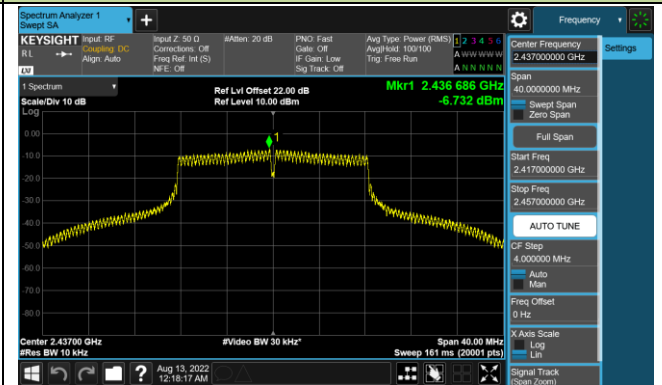 Spectrum Analyzer 1
Swept SA
Frequency
KEYSIGHT
RL
LXI
Input: RF
Coupling: DC
Align: Auto
Input Z: 50 Ω
Corrections: Off
Freq Ref: Int (S)
NFE: Off
#Atten: 20 dB
PNO: Fast
Gate: Off
IF Gain: Low
Sig Track: Off
Avg Type: Power (RMS)
Avg|Hold: 100/100
Trig: Free Run
1 2 3 4 5 6
A W W W W W
A N N N N N
1 Spectrum
Scale/Div 10 dB
Log
Ref Lvl Offset 22.00 dB
Ref Level 10.00 dBm
Mkr1 2.436 686 GHz
-6.732 dBm
1
0.00
-10.0
-20.0
-30.0
-40.0
-50.0
-60.0
-70.0
-80.0
Center 2.43700 GHz
#Res BW 10 kHz
#Video BW 30 kHz*
Span 40.00 MHz
Sweep 161 ms (20001 pts)
Aug 13, 2022
12:18:17 AM
Center Frequency
2.437000000 GHz
Settings
Span
40.0000000 MHz
Swept Span
Zero Span
Full Span
Start Freq
2.417000000 GHz
Stop Freq
2.457000000 GHz
AUTO TUNE
CF Step
4.000000 MHz
Auto
Man
Freq Offset
0 Hz
X Axis Scale
Log
Lin
Signal Track
(Span Zoom)